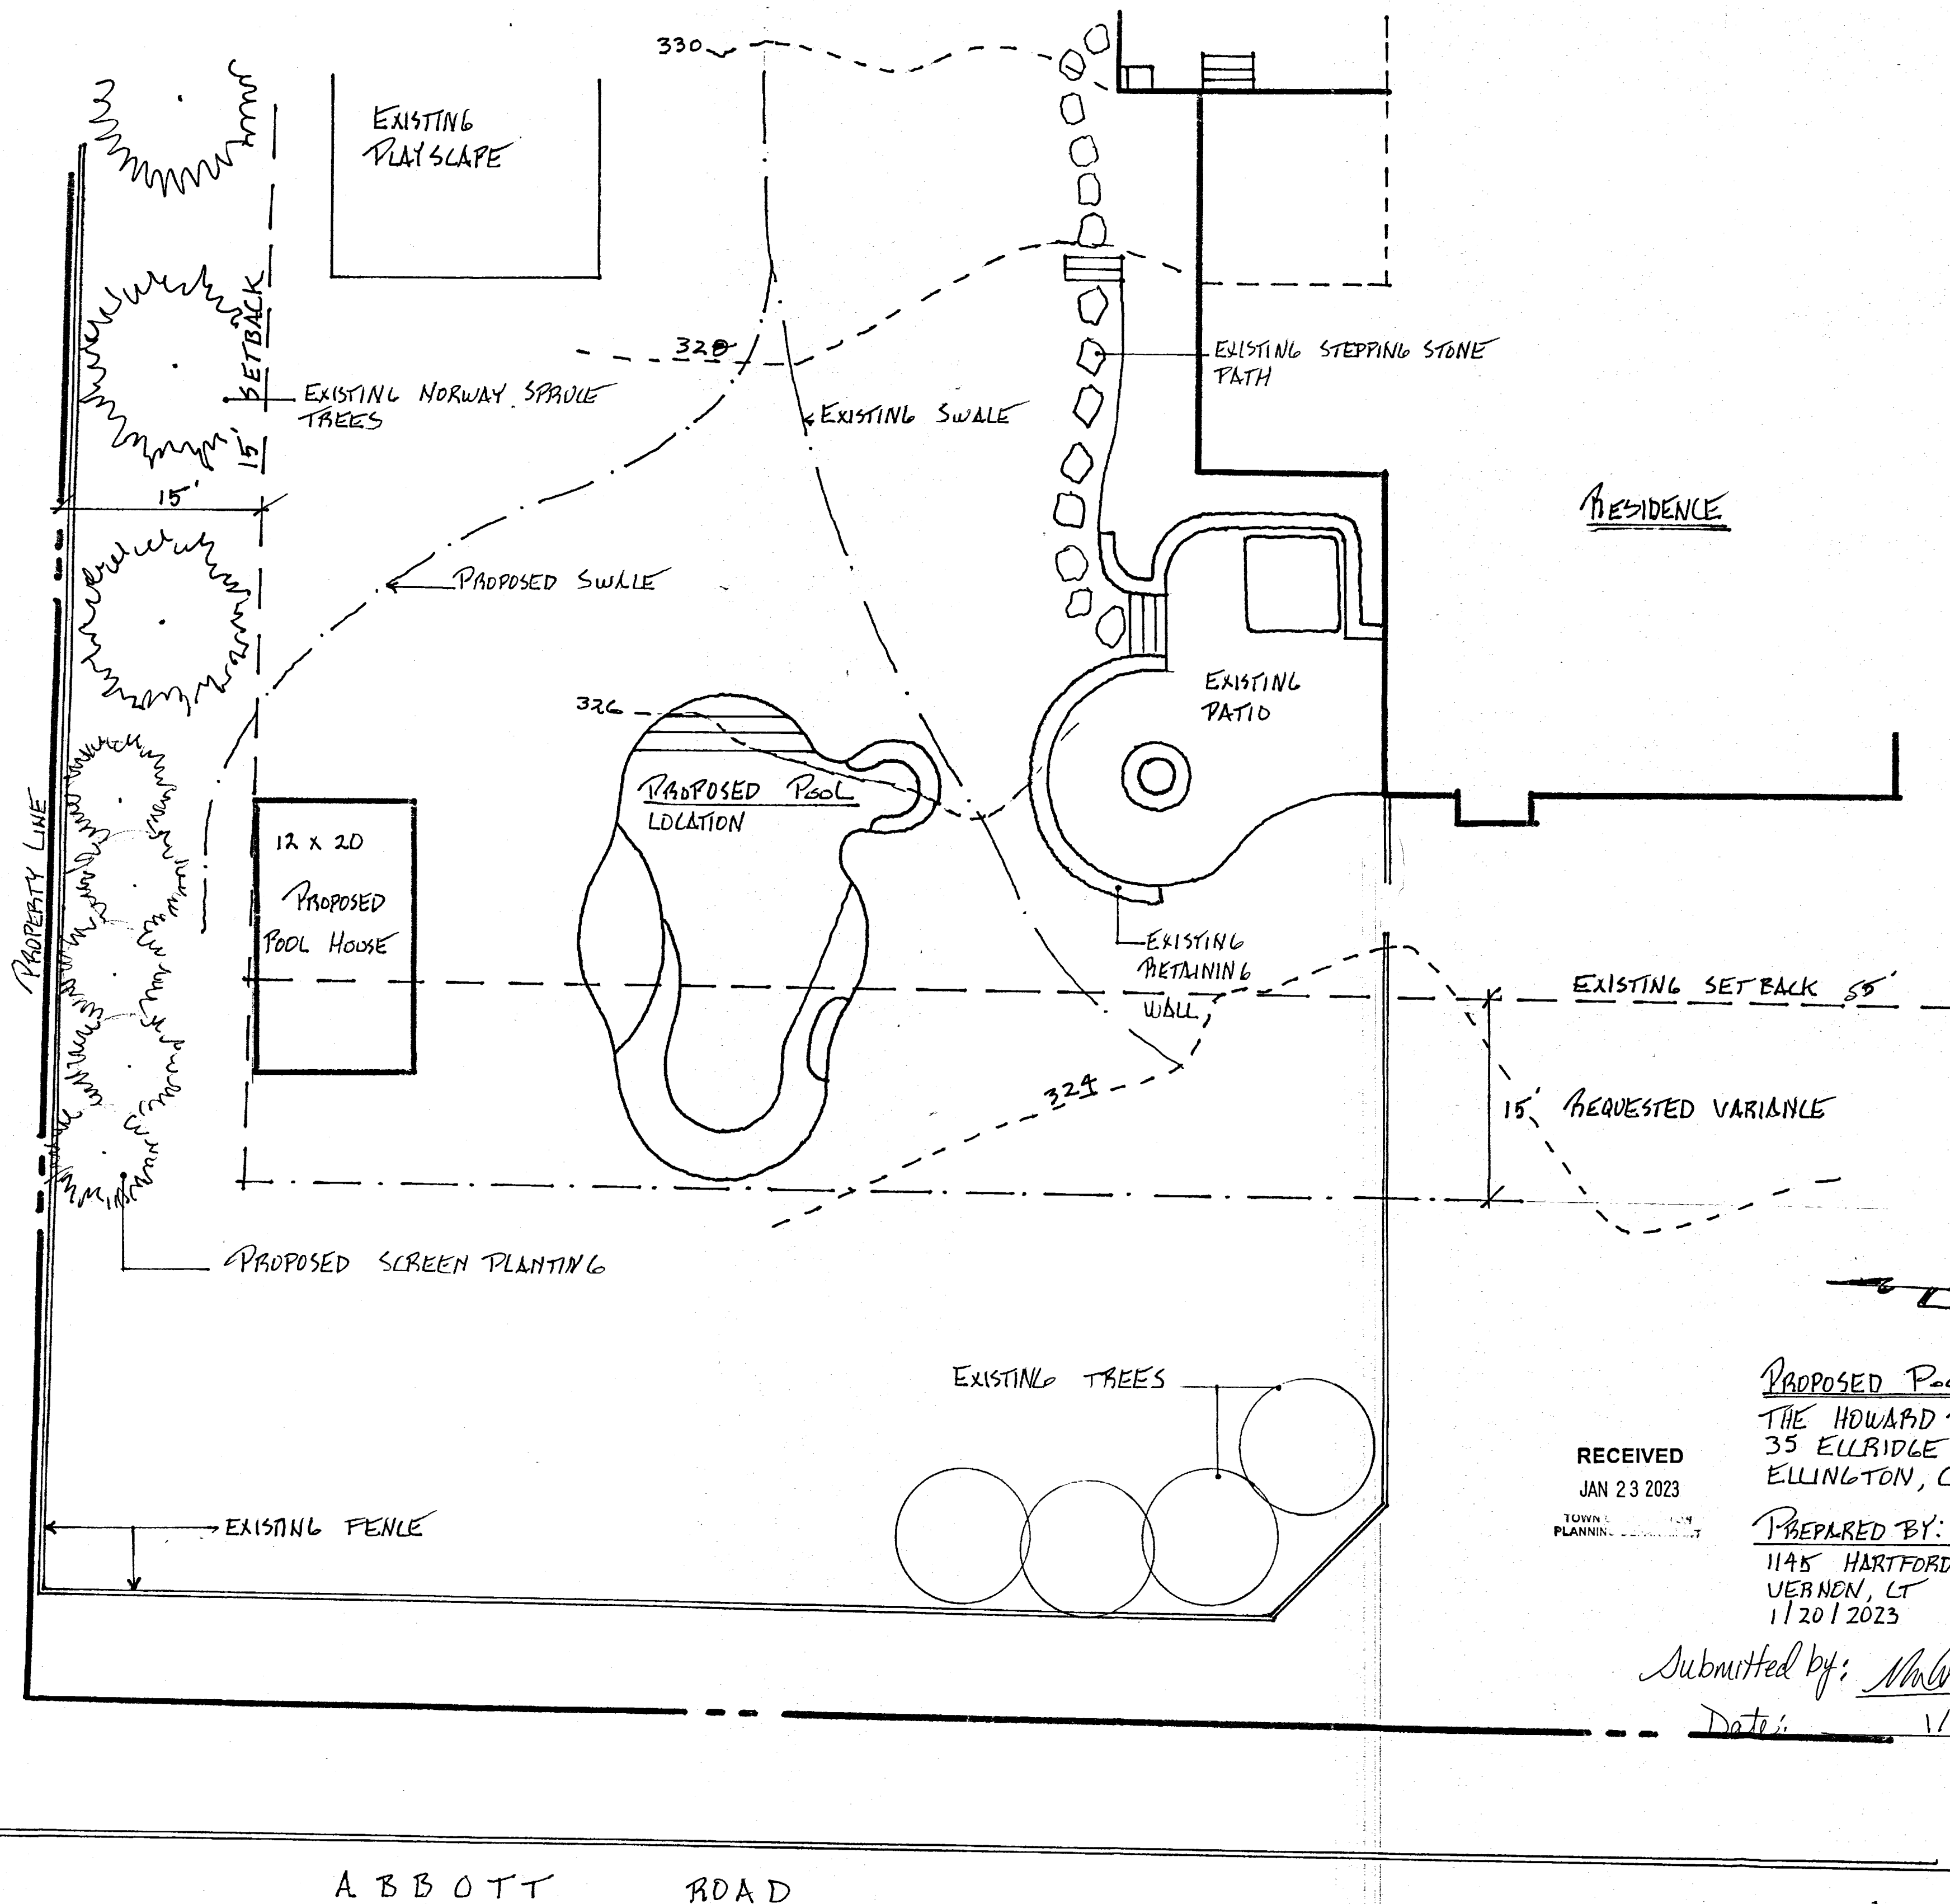 330
EXISTING
PLAYSCAPE
15' SETBACK
328
EXISTING STEPPING STONE
PATH
EXISTING NORWAY SPRUCE
TREES
EXISTING SWALE
15'
RESIDENCE
PROPOSED SWALE
EXISTING
PATIO
326
PROPOSED POOL
LOCATION
12 x 20
PROPOSED
POOL HOUSE
PROPERTY LINE
EXISTING
RETAINING
WALL
EXISTING SETBACK 55'
324
15' REQUESTED VARIANCE
PROPOSED SCREEN PLANTING
EXISTING TREES
EXISTING FENCE
RECEIVED
JAN 23 2023
TOWN
PROPOSED
THE HOWARD
35 ELLRIDGE
ELLINGTON,
PREPARED BY:
1145 HARTFORD
VERNON, CT
1/20/2023
Submitted by:
Date: 1/
ABBOTT ROAD